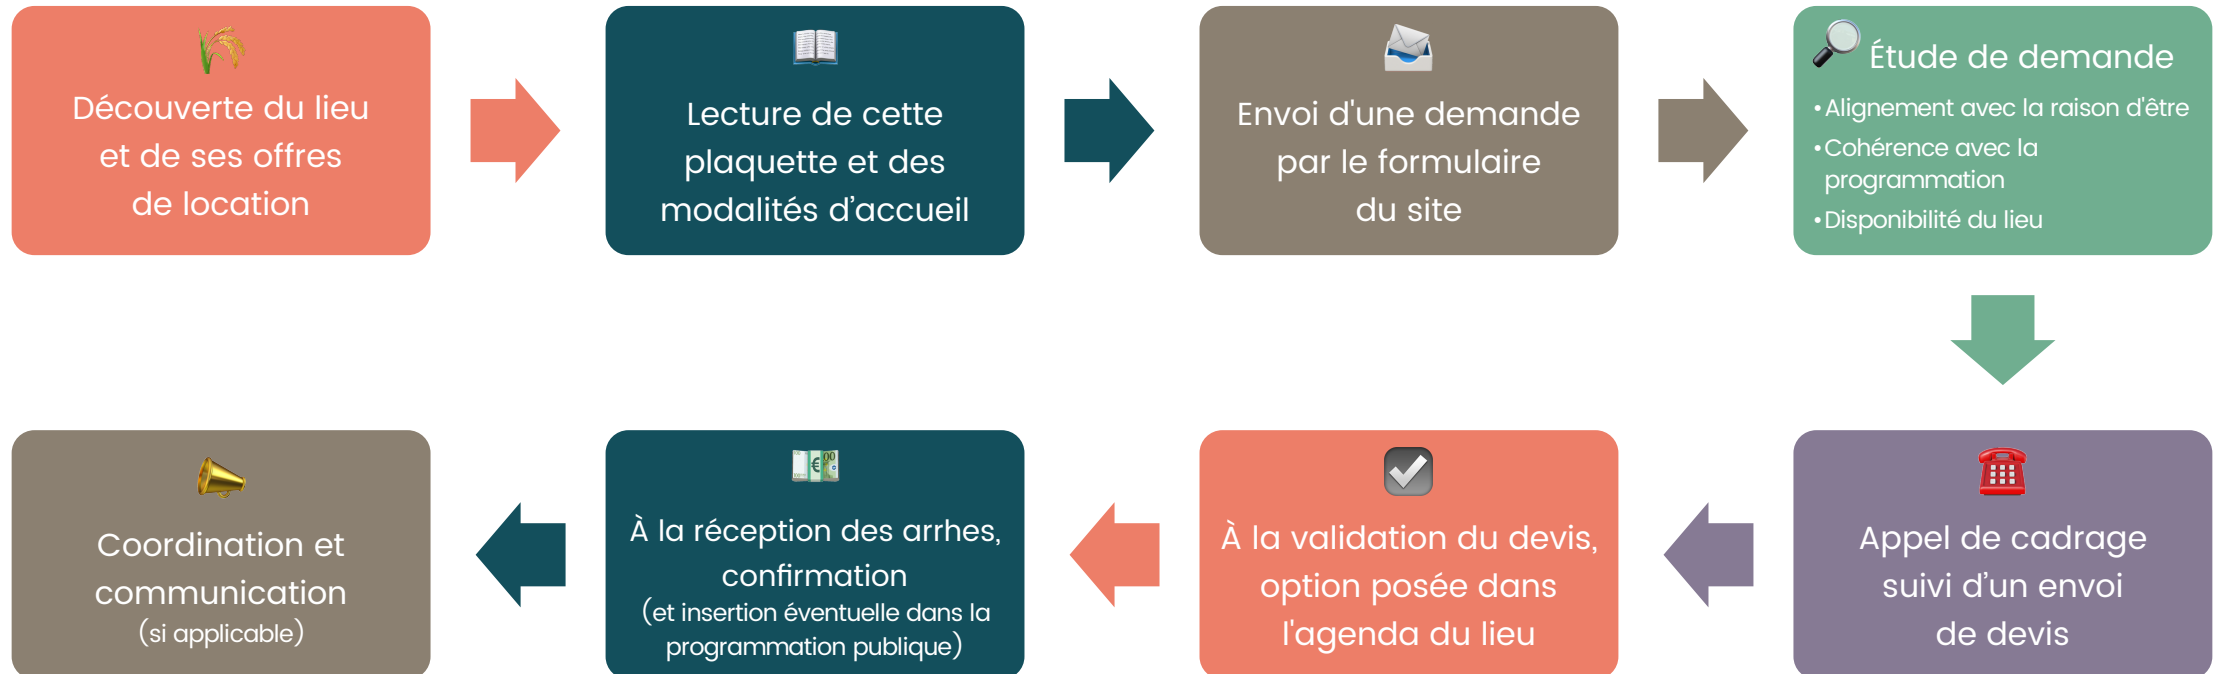 Découverte du lieu
et de ses offres
de location
Lecture de cette
plaquette et des
modalités d’accueil
Envoi d'une demande
par le formulaire
du site
Étude de demande
•Alignement avec la raison d'être
•Cohérence avec la
programmation
•Disponibilité du lieu
Appel de cadrage
suivi d’un envoi
de devis
À la validation du devis,
option posée dans
l'agenda du lieu
À la réception des arrhes,
confirmation
(et insertion éventuelle dans la
programmation publique)
Coordination et
communication
(si applicable)